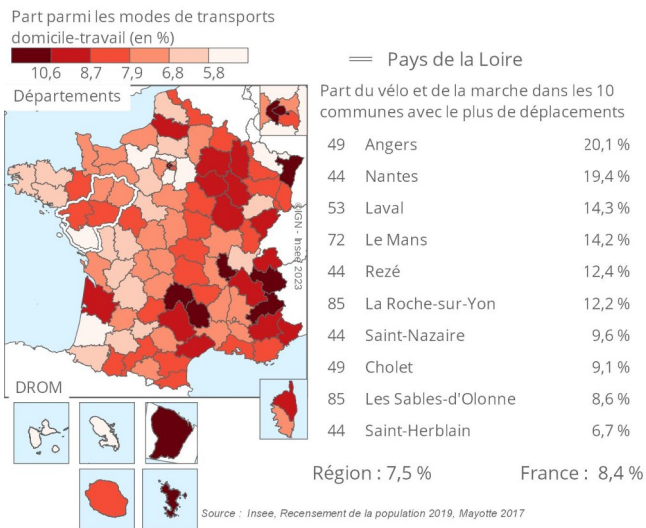 Part parmi les modes de transports
domicile-travail (en %)
10,6 8,7 7,9 6,8 5,8
Départements
© IGN - Insee 2023
DROM
Pays de la Loire
Part du vélo et de la marche dans les 10
communes avec le plus de déplacements
49 Angers 20,1 %
44 Nantes 19,4 %
53 Laval 14,3 %
72 Le Mans 14,2 %
44 Rezé 12,4 %
85 La Roche-sur-Yon 12,2 %
44 Saint-Nazaire 9,6 %
49 Cholet 9,1 %
85 Les Sables-d'Olonne 8,6 %
44 Saint-Herblain 6,7 %
Région : 7,5 % France : 8,4 %
Source : Insee, Recensement de la population 2019, Mayotte 2017